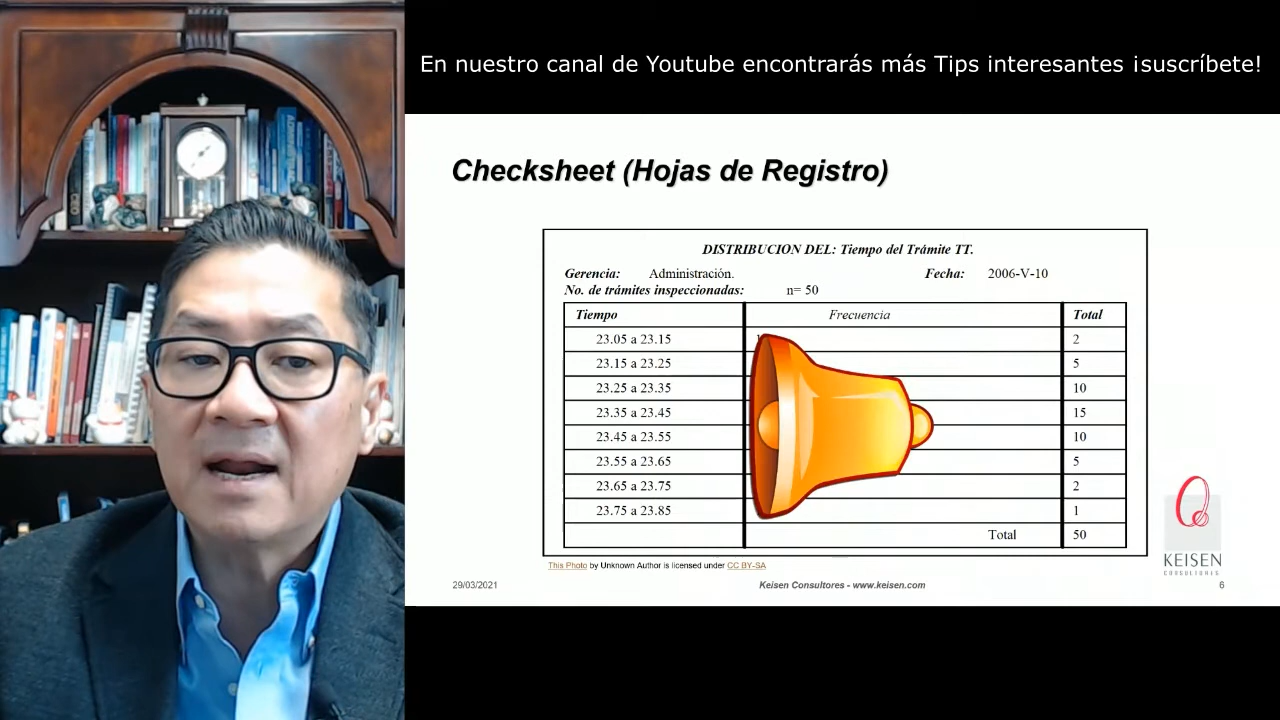 En nuestro canal de Youtube encontrarás más Tips interesantes ¡suscríbete!
Checksheet (Hojas de Registro)
DISTRIBUCION DEL: Tiempo del Trámite TT.
Gerencia: Administración. Fecha: 2006-V-10
No. de trámites inspeccionadas: n= 50
Tiempo Frecuencia Total
23.05 a 23.15 2
23.15 a 23.25 5
23.25 a 23.35 10
23.35 a 23.45 15
23.45 a 23.55 10
23.55 a 23.65 5
23.65 a 23.75 2
23.75 a 23.85 1
Total 50
This Photo by Unknown Author is licensed under CC BY-SA
KEISEN
CONSULTORES
29/03/2021 Keisen Consultores - www.keisen.com 6